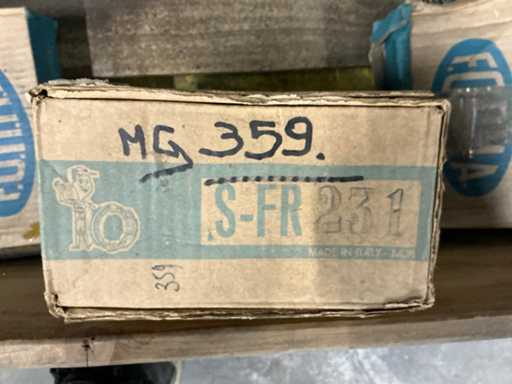 MG 359.
S-FR 231
MADE IN ITALY
359